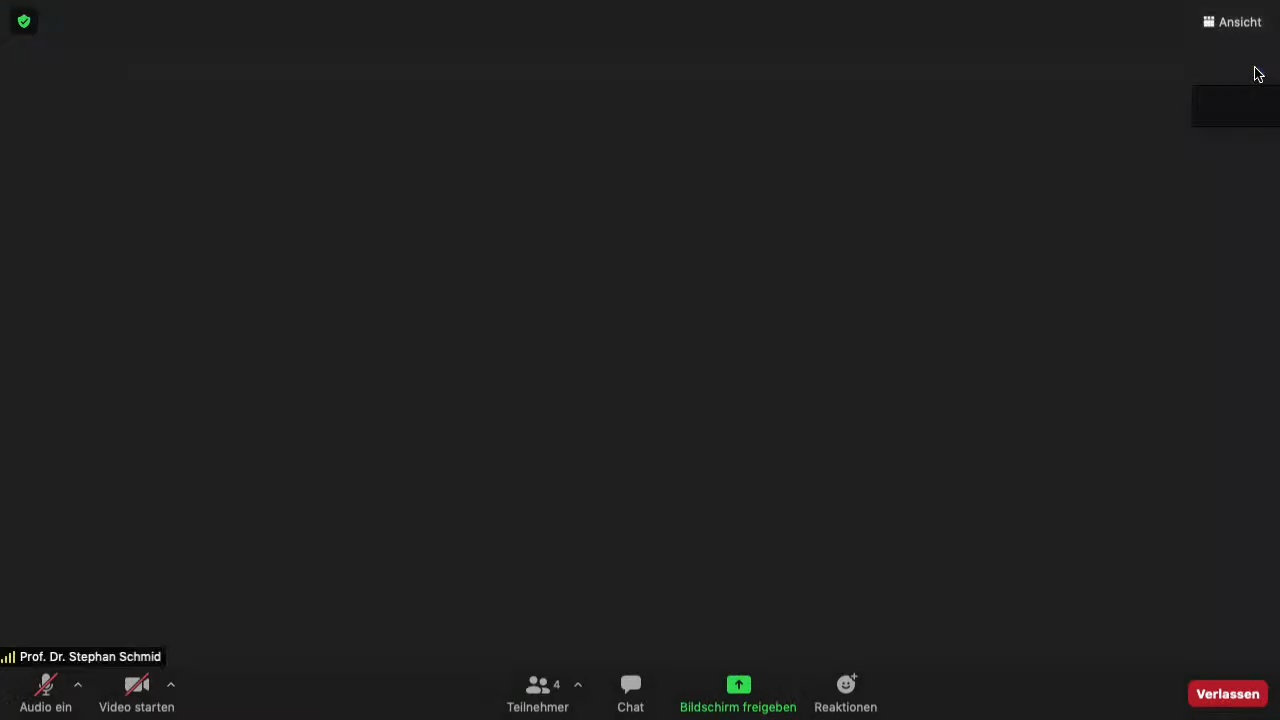 Ansicht
Prof. Dr. Stephan Schmid
Audio ein
Video starten
4
Teilnehmer
Chat
Bildschirm freigeben
Reaktionen
Verlassen